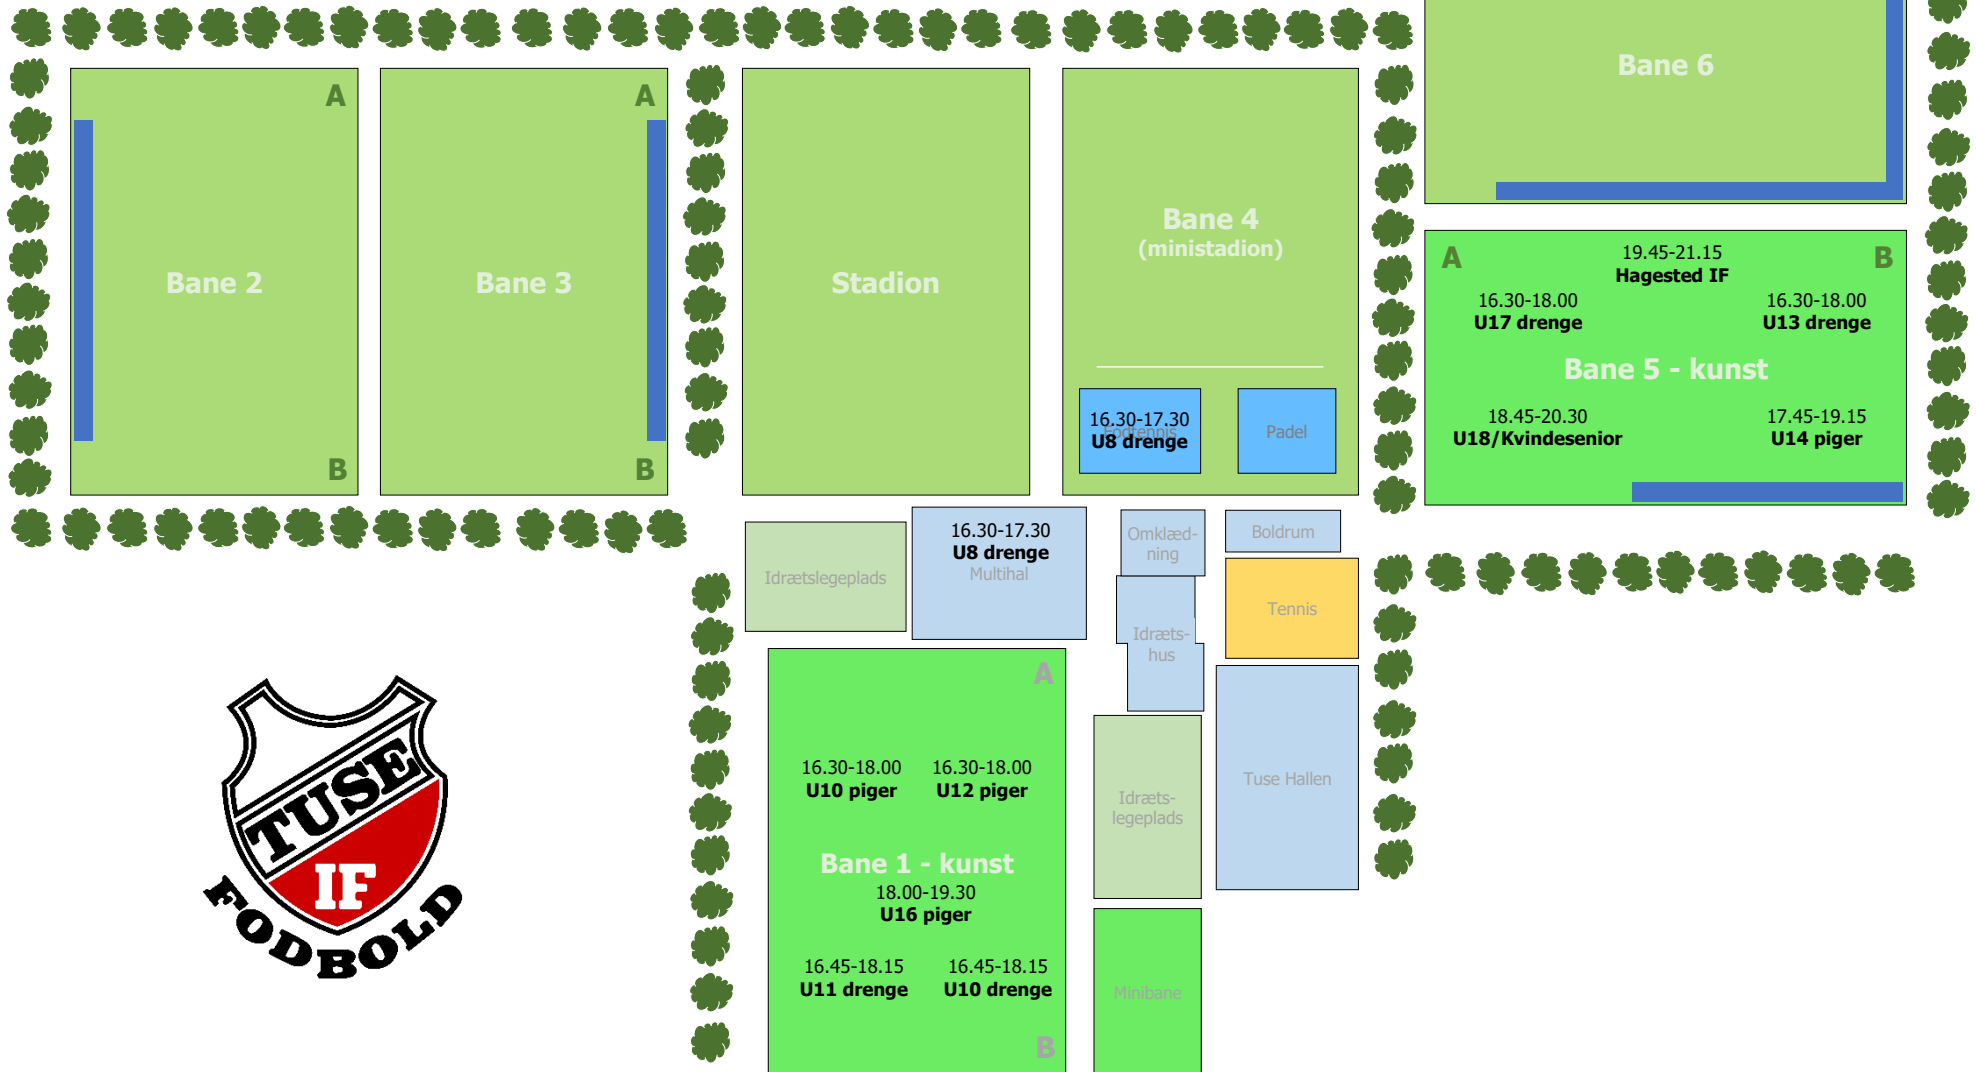 Bane 6
A
A
Bane 2
Bane 3
B
B
Stadion
Bane 4
(ministadion)
16.30-17.30
Fodtennis
U8 drenge
Padel
A
19.45-21.15
B
Hagested IF
16.30-18.00
U17 drenge
16.30-18.00
U13 drenge
Bane 5 - kunst
18.45-20.30
U18/Kvindesenior
17.45-19.15
U14 piger
Idrætslegeplads
16.30-17.30
U8 drenge
Multihal
Omklæd-
ning
Boldrum
Tennis
Idræts-
hus
Tuse Hallen
Idræts-
legeplads
Minibane
A
16.30-18.00
U10 piger
16.30-18.00
U12 piger
Bane 1 - kunst
18.00-19.30
U16 piger
16.45-18.15
U11 drenge
16.45-18.15
U10 drenge
B
TUSE
IF
FODBOLD